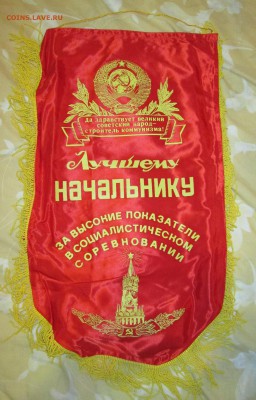 COINS.LAVE.RU
да здравствует великий
советский народ-
строитель коммунизма!
Лучшему
начальнику
ЗА ВЫСОКИЕ ПОКАЗАТЕЛИ
В СОЦИАЛИСТИЧЕСКОМ
СОРЕВНОВАНИИ